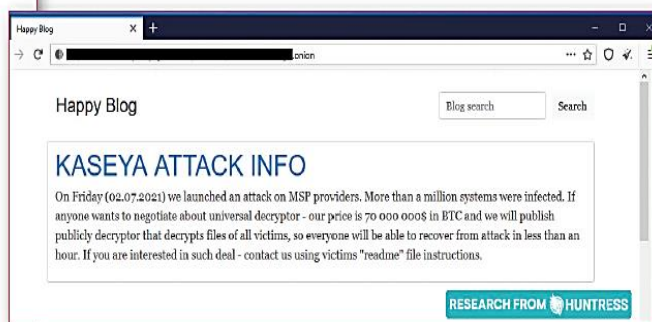 Happy Blog
.onion
Happy Blog
Blog search
Search
KASEYA ATTACK INFO
On Friday (02.07.2021) we launched an attack on MSP providers. More than a million systems were infected. If
anyone wants to negotiate about universal decryptor - our price is 70 000 000$ in BTC and we will publish
publicly decryptor that decrypts files of all victims, so everyone will be able to recover from attack in less than an
hour. If you are interested in such deal - contact us using victims "readme" file instructions.
RESEARCH FROM HUNTRESS